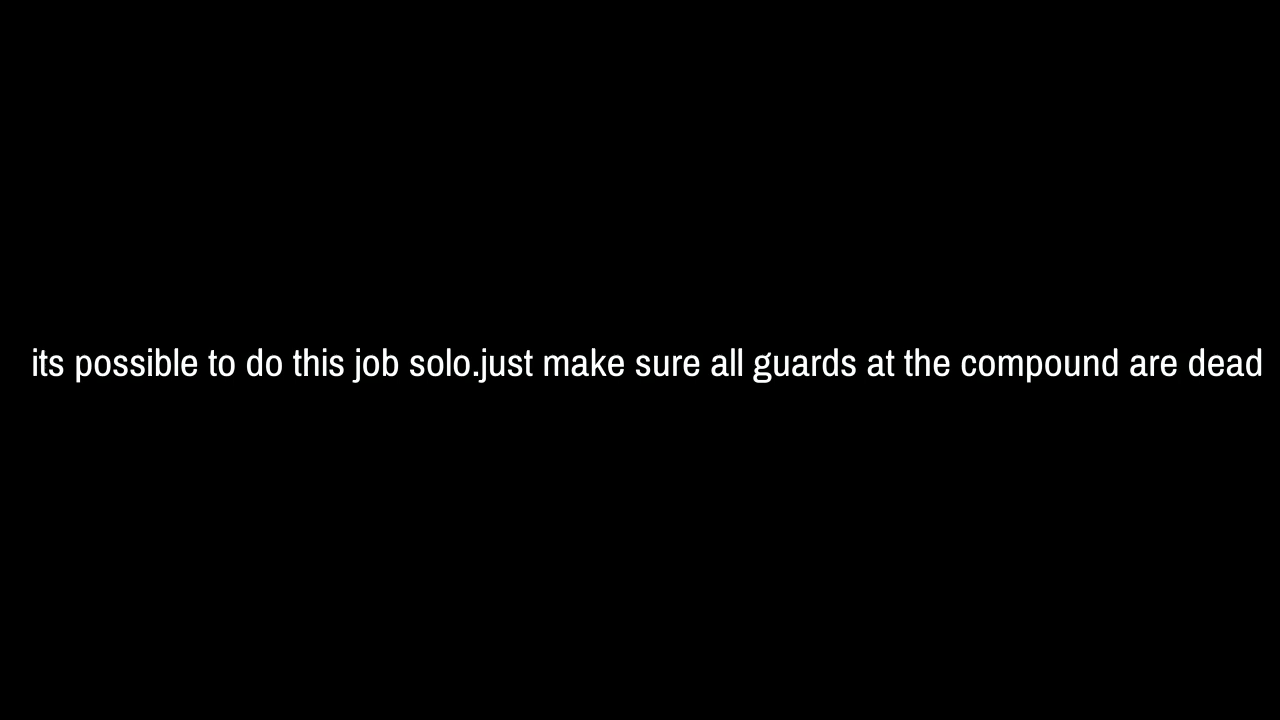 its possible to do this job solo.just make sure all guards at the compound are dead